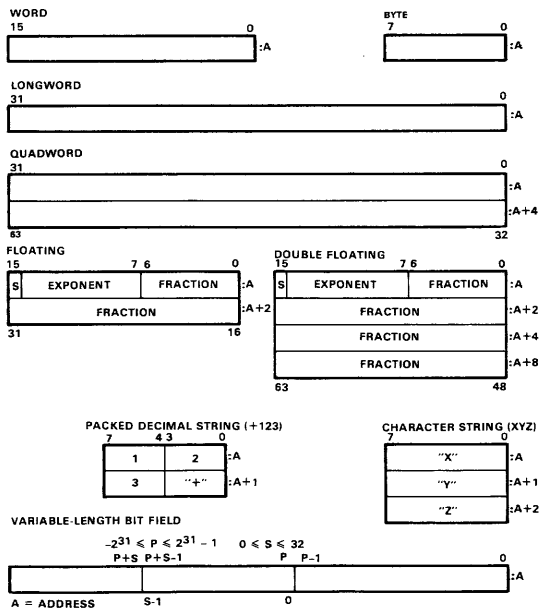 WORD
15 0
:A
BYTE
7 0
:A
LONGWORD
31 0
:A
QUADWORD
31 0
:A
:A+4
63 32
FLOATING
15 7 6 0
S EXPONENT FRACTION :A
FRACTION :A+2
31 16
DOUBLE FLOATING
15 7 6 0
S EXPONENT FRACTION :A
FRACTION :A+2
FRACTION :A+4
FRACTION :A+8
63 48
PACKED DECIMAL STRING (+123)
7 4 3 0
1 2 :A
3 "+" :A+1
CHARACTER STRING (XYZ)
7 0
"X" :A
"Y" :A+1
"Z" :A+2
VARIABLE-LENGTH BIT FIELD
-2³¹ ⩽ P ⩽ 2³¹ - 1 0 ⩽ S ⩽ 32
P+S P+S-1 P P-1 0
:A
A = ADDRESS S-1 0